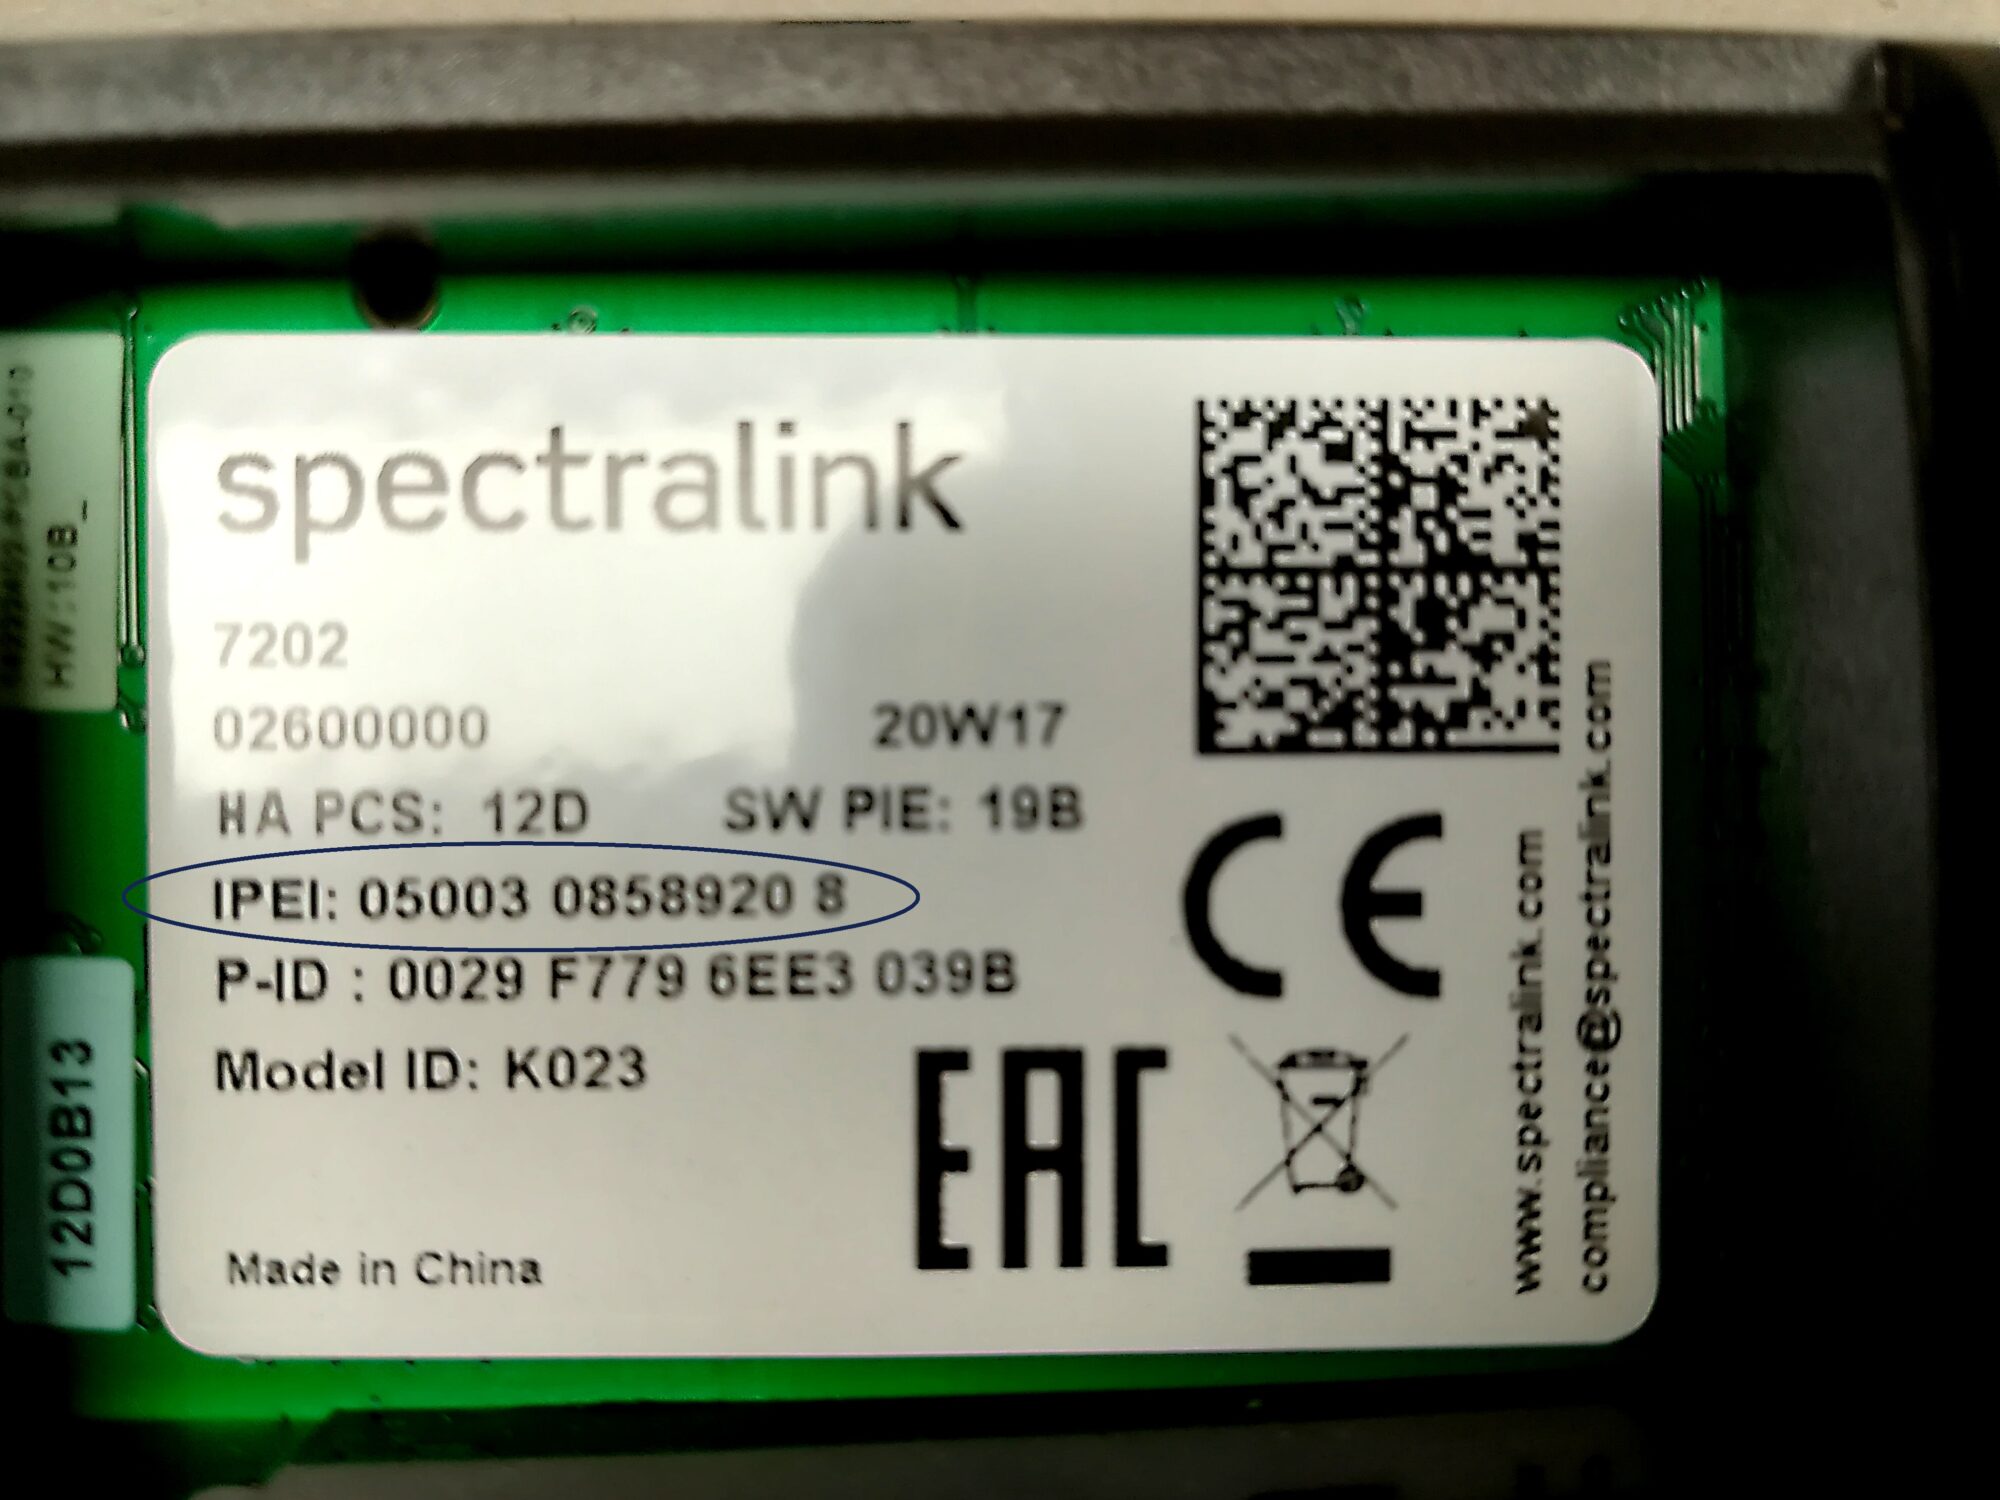 spectralink
7202
02600000 20W17
HA PCS: 12D SW PIE: 19B
IPEI: 05003 0858920 8
P-ID : 0029 F779 6EE3 039B
Model ID: K023
Made in China
CE
EAC
www.spectralink.com
compliance@spectralink.com
HW:10B_
12D0B13